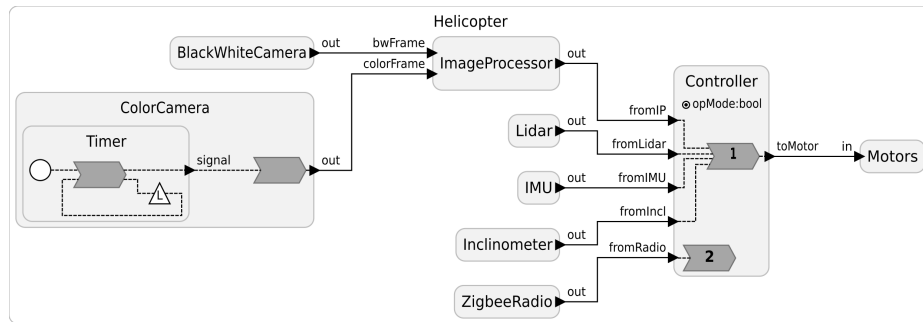 Helicopter
BlackWhiteCamera
out
bwFrame
colorFrame
ImageProcessor
out
ColorCamera
Timer
L
signal
out
Controller
opMode:bool
fromIP
Lidar
out
fromLidar
1
toMotor
in
Motors
IMU
out
fromIMU
Inclinometer
out
fromIncl
fromRadio
2
ZigbeeRadio
out